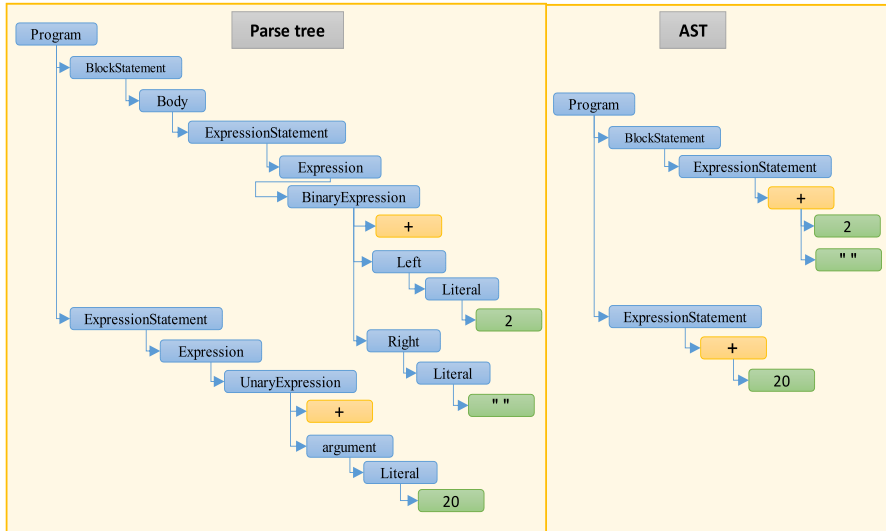 Parse tree
Program
BlockStatement
Body
ExpressionStatement
Expression
BinaryExpression
+
Left
Literal
2
Right
Literal
" "
ExpressionStatement
Expression
UnaryExpression
+
argument
Literal
20
AST
Program
BlockStatement
ExpressionStatement
+
2
" "
ExpressionStatement
+
20